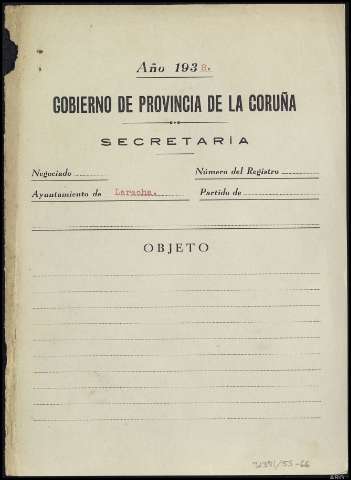 Año 1938.
GOBIERNO DE PROVINCIA DE LA CORUÑA
SECRETARÍA
Negociado Número del Registro
Ayuntamiento de Laracha. Partido de
OBJETO